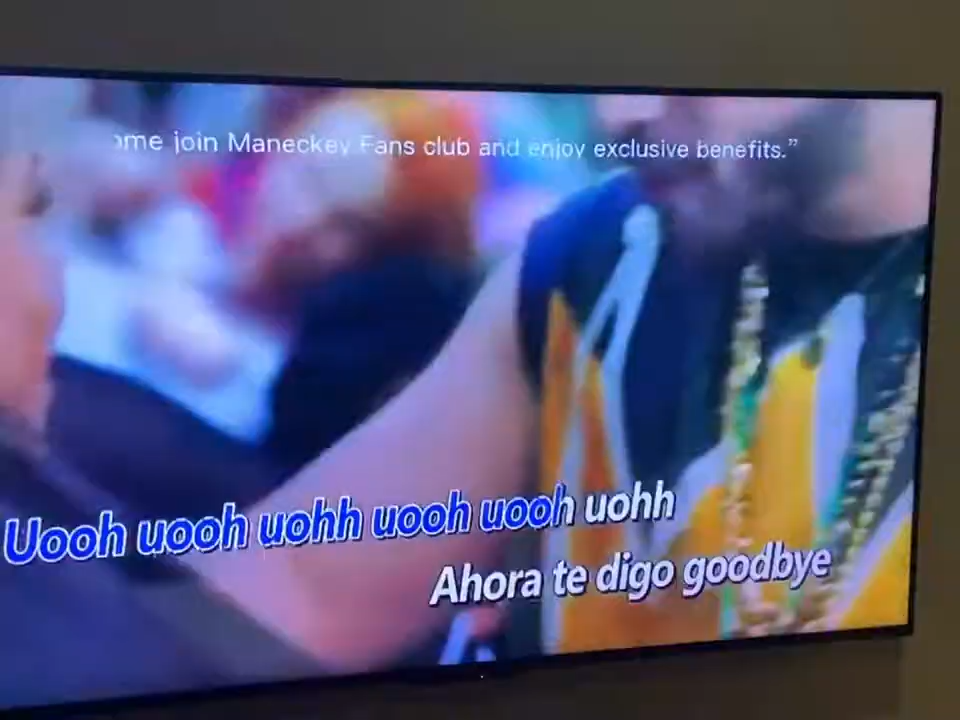 ome join Maneckey Fans club and enjoy exclusive benefits.”
Uooh uooh uohh uooh uooh uohh
Ahora te digo goodbye